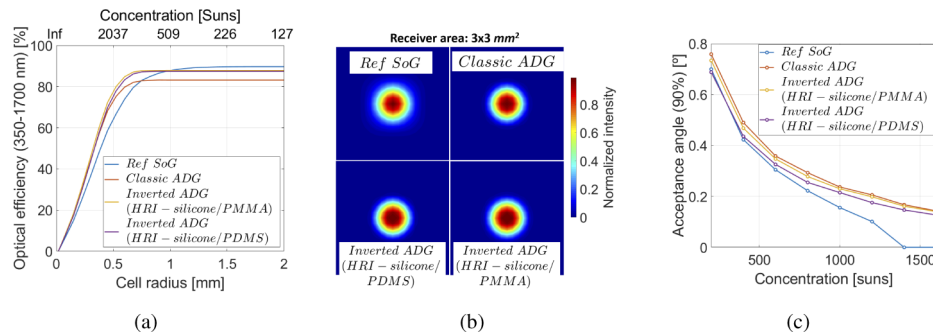 Concentration [Suns]
Inf 2037 509 226 127
Optical efficiency (350-1700 nm) [%]
100
80
60
40
20
0
Ref SoG
Classic ADG
Inverted ADG
(HRI-silicone/PMMA)
Inverted ADG
(HRI-silicone/PDMS)
0 0.5 1 1.5 2
Cell radius [mm]
(a)
Receiver area: 3x3 mm²
Ref SoG Classic ADG
Inverted ADG
(HRI-silicone/
PDMS)
Inverted ADG
(HRI-silicone/
PMMA)
0.8
0.6
0.4
0.2
0
Normalized intensity
(b)
Acceptance angle (90%) [°]
0.8
0.6
0.4
0.2
0
Ref SoG
Classic ADG
Inverted ADG
(HRI-silicone/PMMA)
Inverted ADG
(HRI-silicone/PDMS)
500 1000 1500
Concentration [suns]
(c)